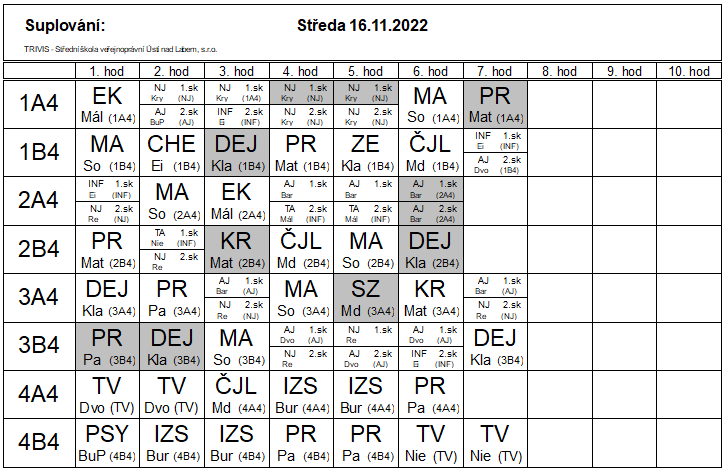 Suplování: Středa 16.11.2022
TRIVIS - Střední škola veřejnoprávní Ústí nad Labem, s.r.o.
1. hod 2. hod 3. hod 4. hod 5. hod 6. hod 7. hod 8. hod 9. hod 10. hod
1A4
EK
Mál (1A4)
NJ 1.sk
Kry (NJ)
AJ 2.sk
BuP (AJ)
NJ 1.sk
Kry (1A4)
INF 2.sk
Ei (INF)
NJ 1.sk
Kry (NJ)
NJ 2.sk
Kry (NJ)
NJ 1.sk
Kry (NJ)
NJ 2.sk
Kry (NJ)
MA
So (1A4)
PR
Mat (1A4)
1B4
MA
So (1B4)
CHE
Ei (1B4)
DEJ
Kla (1B4)
PR
Mat (1B4)
ZE
Kla (1B4)
ČJL
Md (1B4)
INF 1.sk
Ei (INF)
AJ 2.sk
Dvo (1B4)
2A4
INF 1.sk
Ei (INF)
NJ 2.sk
Re (NJ)
MA
So (2A4)
EK
Mál (2A4)
AJ 1.sk
Bar
TA 2.sk
Mál (INF)
AJ 1.sk
Bar
TA 2.sk
Mál (INF)
AJ 1.sk
Bar (2A4)
AJ 2.sk
Bar (2A4)
2B4
PR
Mat (2B4)
TA 1.sk
Nie (INF)
NJ 2.sk
Re
KR
Mat (2B4)
ČJL
Md (2B4)
MA
So (2B4)
DEJ
Kla (2B4)
3A4
DEJ
Kla (3A4)
PR
Pa (3A4)
AJ 1.sk
Bar (AJ)
NJ 2.sk
Re (NJ)
MA
So (3A4)
SZ
Md (3A4)
KR
Mat (3A4)
AJ 1.sk
Bar (AJ)
NJ 2.sk
Re (NJ)
3B4
PR
Pa (3B4)
DEJ
Kla (3B4)
MA
So (3B4)
AJ 1.sk
Dvo (AJ)
NJ 2.sk
Re (NJ)
NJ 1.sk
Re (NJ)
AJ 2.sk
Dvo (AJ)
AJ 1.sk
Dvo (AJ)
INF 2.sk
Ei (INF)
DEJ
Kla (3B4)
4A4
TV
Dvo (TV)
TV
Dvo (TV)
ČJL
Md (4A4)
IZS
Bur (4A4)
IZS
Bur (4A4)
PR
Pa (4A4)
4B4
PSY
BuP (4B4)
IZS
Bur (4B4)
IZS
Bur (4B4)
PR
Pa (4B4)
PR
Pa (4B4)
TV
Nie (TV)
TV
Nie (TV)